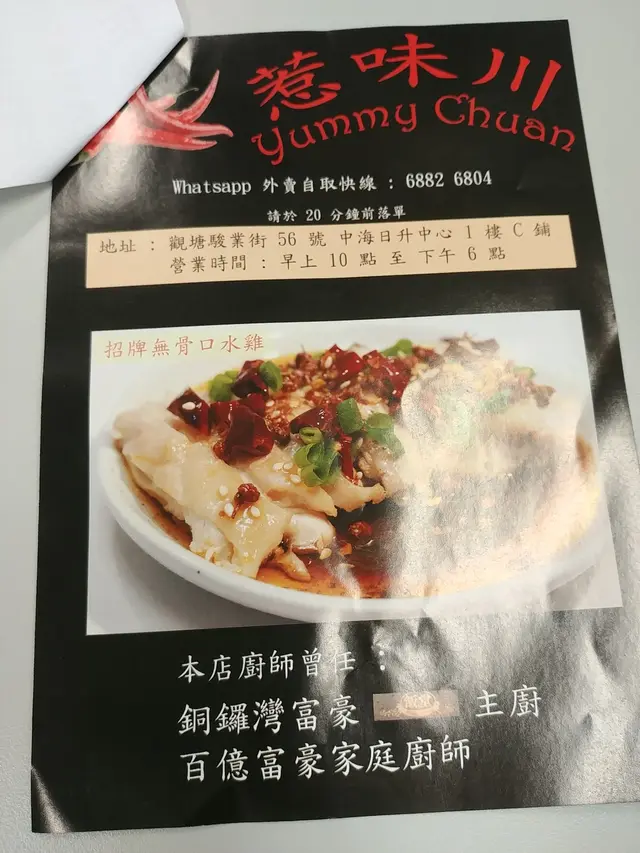 惹味川
Yummy Chuan
Whatsapp 外賣自取快線 : 6882 6804
請於 20 分鐘前落單
地址 : 觀塘駿業街 56 號 中海日升中心 1 樓 C 鋪
營業時間 : 早上 10 點 至 下午 6 點
招牌無骨口水雞
本店廚師曾任 :
銅鑼灣富豪 主廚
百億富豪家庭廚師